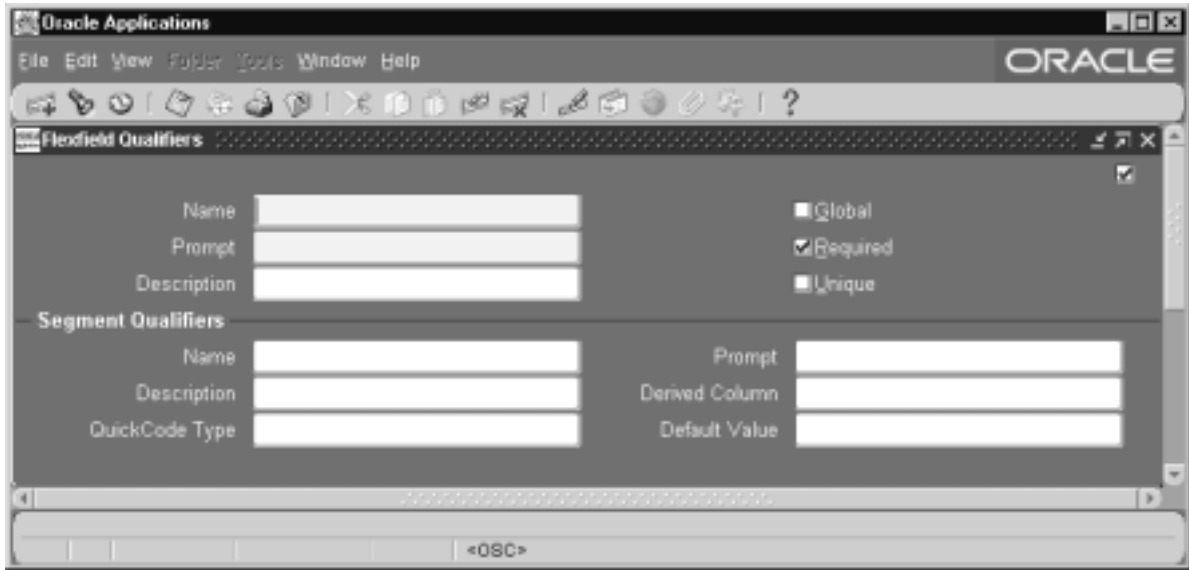 Oracle Applications
File Edit View Folder Tools Window Help
ORACLE
?
Flexfield Qualifiers
Name
Global
Prompt
Required
Description
Unique
Segment Qualifiers
Name
Prompt
Description
Derived Column
QuickCode Type
Default Value
<OSC>